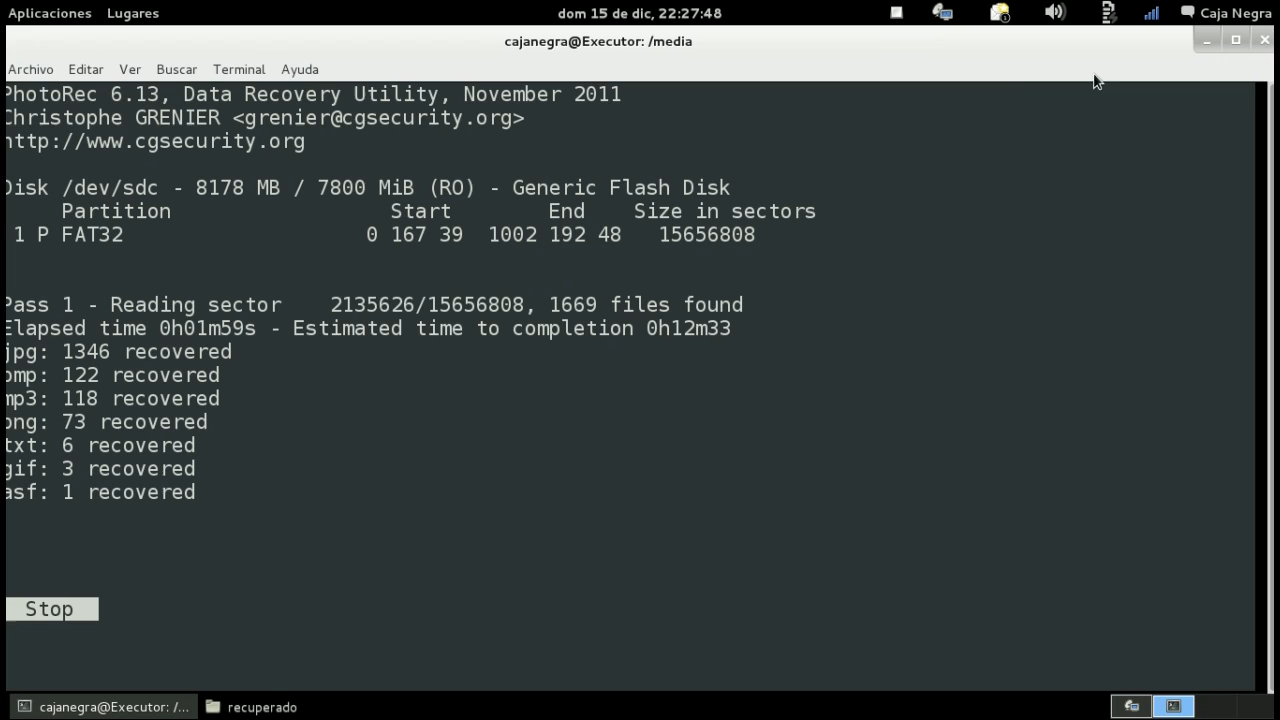 Aplicaciones Lugares dom 15 de dic, 22:27:48 Caja Negra
cajanegra@Executor: /media
Archivo Editar Ver Buscar Terminal Ayuda
PhotoRec 6.13, Data Recovery Utility, November 2011
Christophe GRENIER <grenier@cgsecurity.org>
http://www.cgsecurity.org
Disk /dev/sdc - 8178 MB / 7800 MiB (RO) - Generic Flash Disk
Partition Start End Size in sectors
1 P FAT32 0 167 39 1002 192 48 15656808
Pass 1 - Reading sector 2135626/15656808, 1669 files found
Elapsed time 0h01m59s - Estimated time to completion 0h12m33
jpg: 1346 recovered
bmp: 122 recovered
mp3: 118 recovered
png: 73 recovered
txt: 6 recovered
gif: 3 recovered
asf: 1 recovered
Stop
cajanegra@Executor: /... recuperado